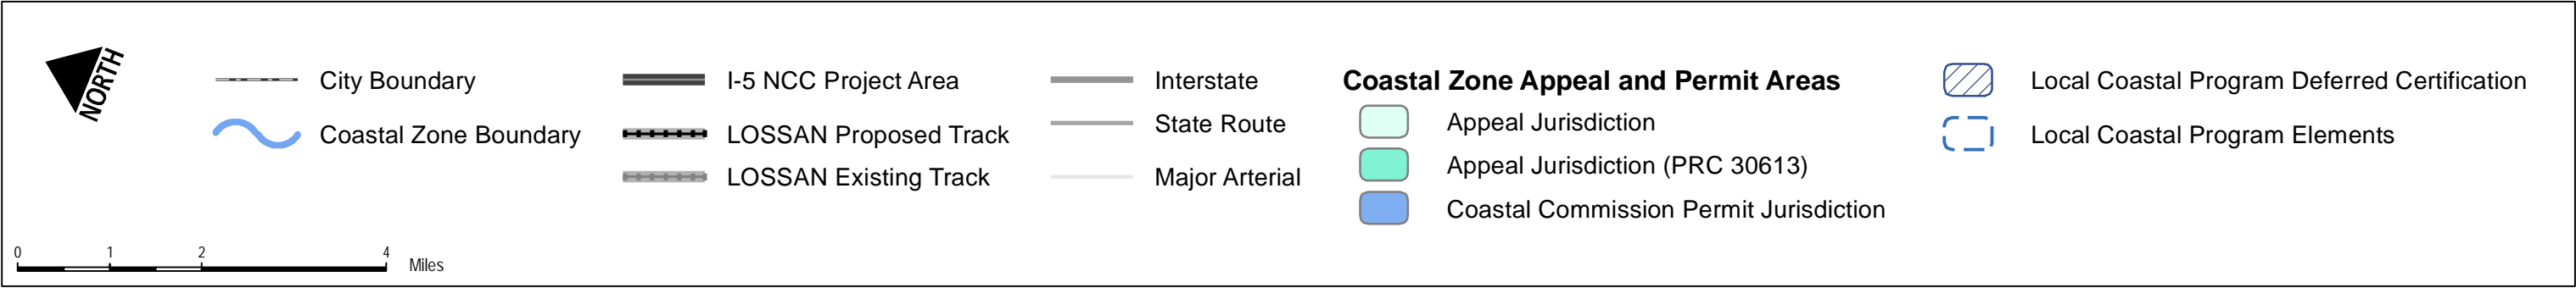 NORTH
City Boundary
Coastal Zone Boundary
I-5 NCC Project Area
LOSSAN Proposed Track
LOSSAN Existing Track
Interstate
State Route
Major Arterial
Coastal Zone Appeal and Permit Areas
Appeal Jurisdiction
Appeal Jurisdiction (PRC 30613)
Coastal Commission Permit Jurisdiction
Local Coastal Program Deferred Certification
Local Coastal Program Elements
0 1 2 4
Miles